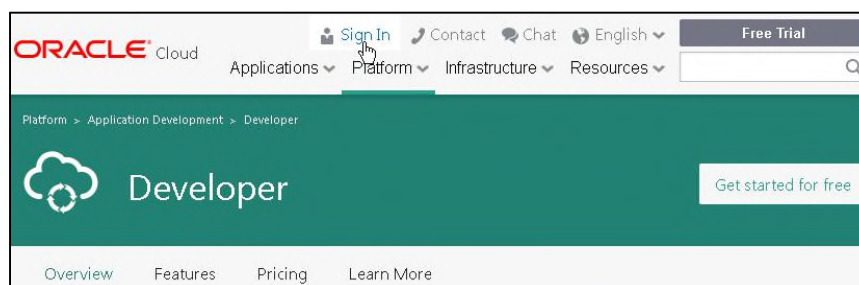 ORACLE Cloud
Sign In Contact Chat English Free Trial
Applications Platform Infrastructure Resources
Platform > Application Development > Developer
Developer
Get started for free
Overview Features Pricing Learn More